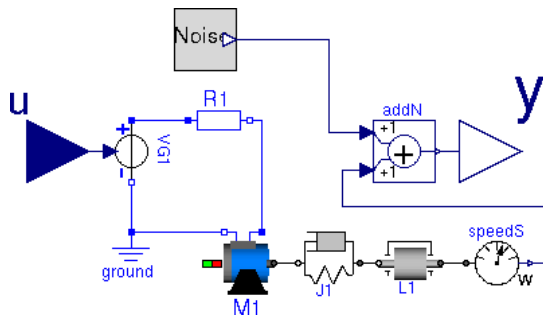 Noise
u
y
R1
addN
+
-
VG1
+1
+
+1
ground
speedS
M1
J1
L1
w